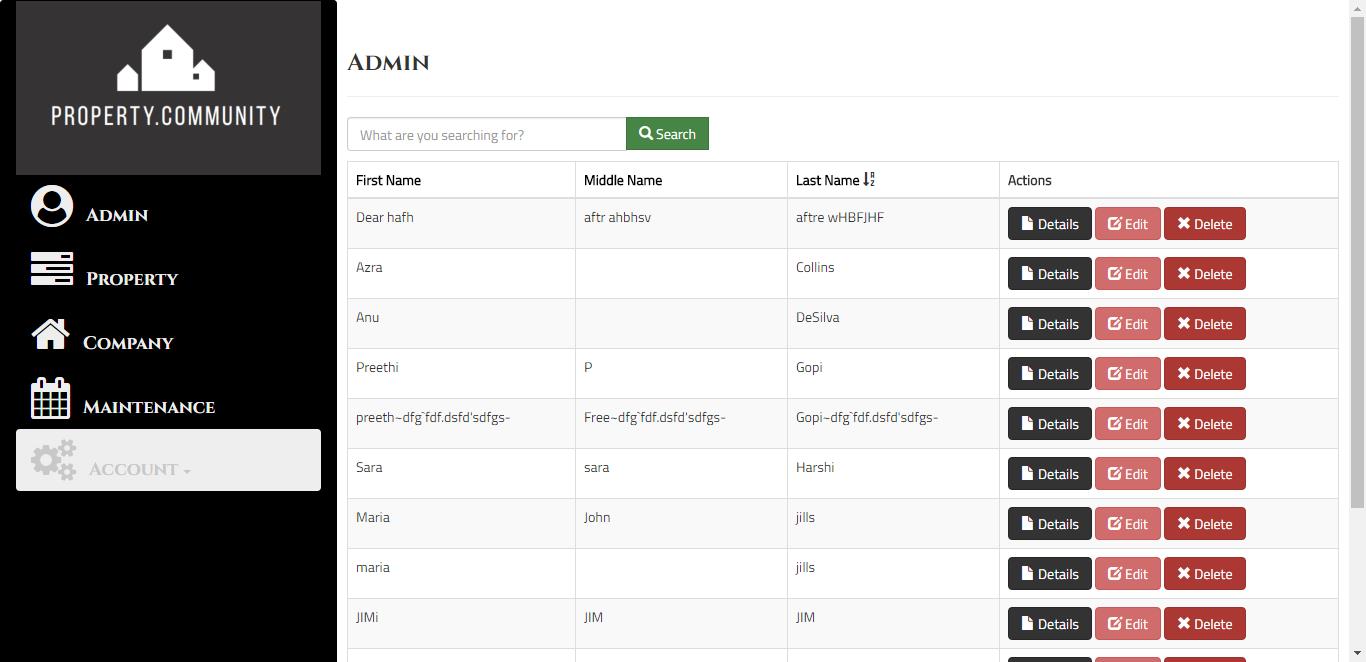 PROPERTY.COMMUNITY
Admin
Property
Company
Maintenance
Account
Admin
What are you searching for?
Search
First Name Middle Name Last Name Actions
Dear hafh aftr ahbhsv aftre wHBFJHF Details Edit Delete
Azra Collins Details Edit Delete
Anu DeSilva Details Edit Delete
Preethi P Gopi Details Edit Delete
preeth~dfg`fdf.dsfd'sdfgs- Free~dfg`fdf.dsfd'sdfgs- Gopi~dfg`fdf.dsfd'sdfgs- Details Edit Delete
Sara sara Harshi Details Edit Delete
Maria John jills Details Edit Delete
maria jills Details Edit Delete
JIMi JIM JIM Details Edit Delete